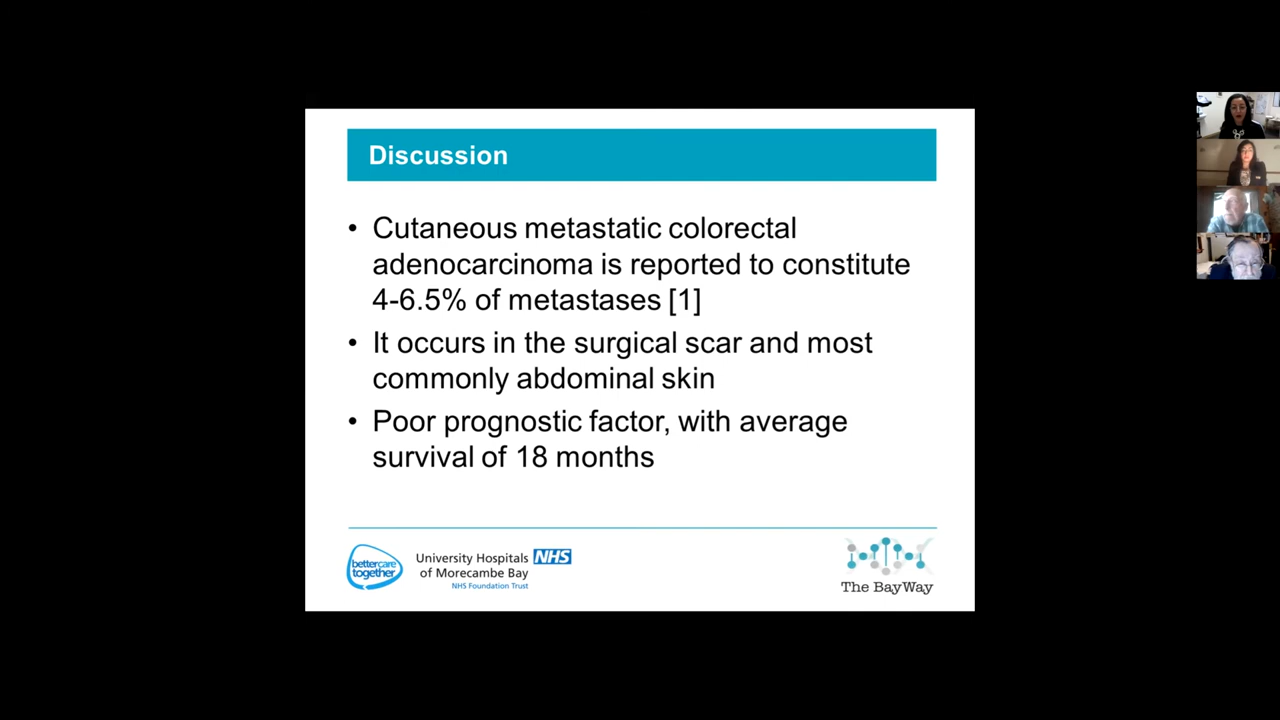 Discussion
• Cutaneous metastatic colorectal
adenocarcinoma is reported to constitute
4-6.5% of metastases [1]
• It occurs in the surgical scar and most
commonly abdominal skin
• Poor prognostic factor, with average
survival of 18 months
bettercare
together
University Hospitals NHS
of Morecambe Bay
NHS Foundation Trust
The BayWay